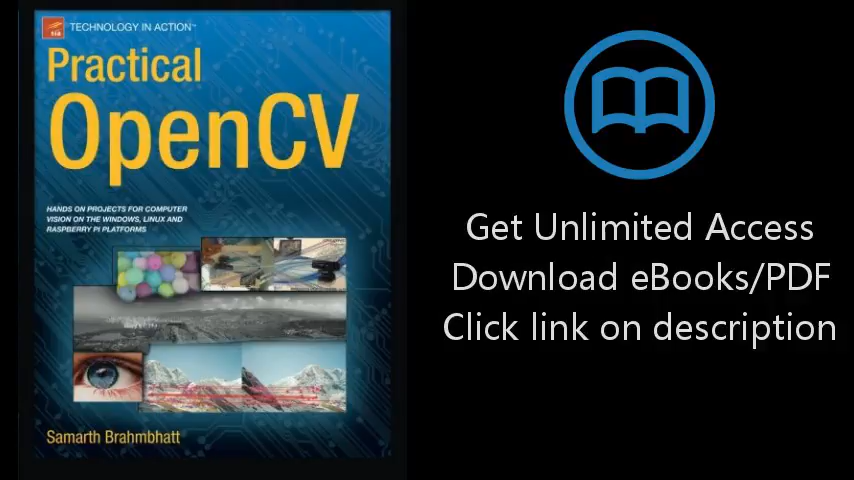 TECHNOLOGY IN ACTION™
Practical
OpenCV
HANDS ON PROJECTS FOR COMPUTER
VISION ON THE WINDOWS, LINUX AND
RASPBERRY PI PLATFORMS
Samarth Brahmbhatt
Get Unlimited Access
Download eBooks/PDF
Click link on description